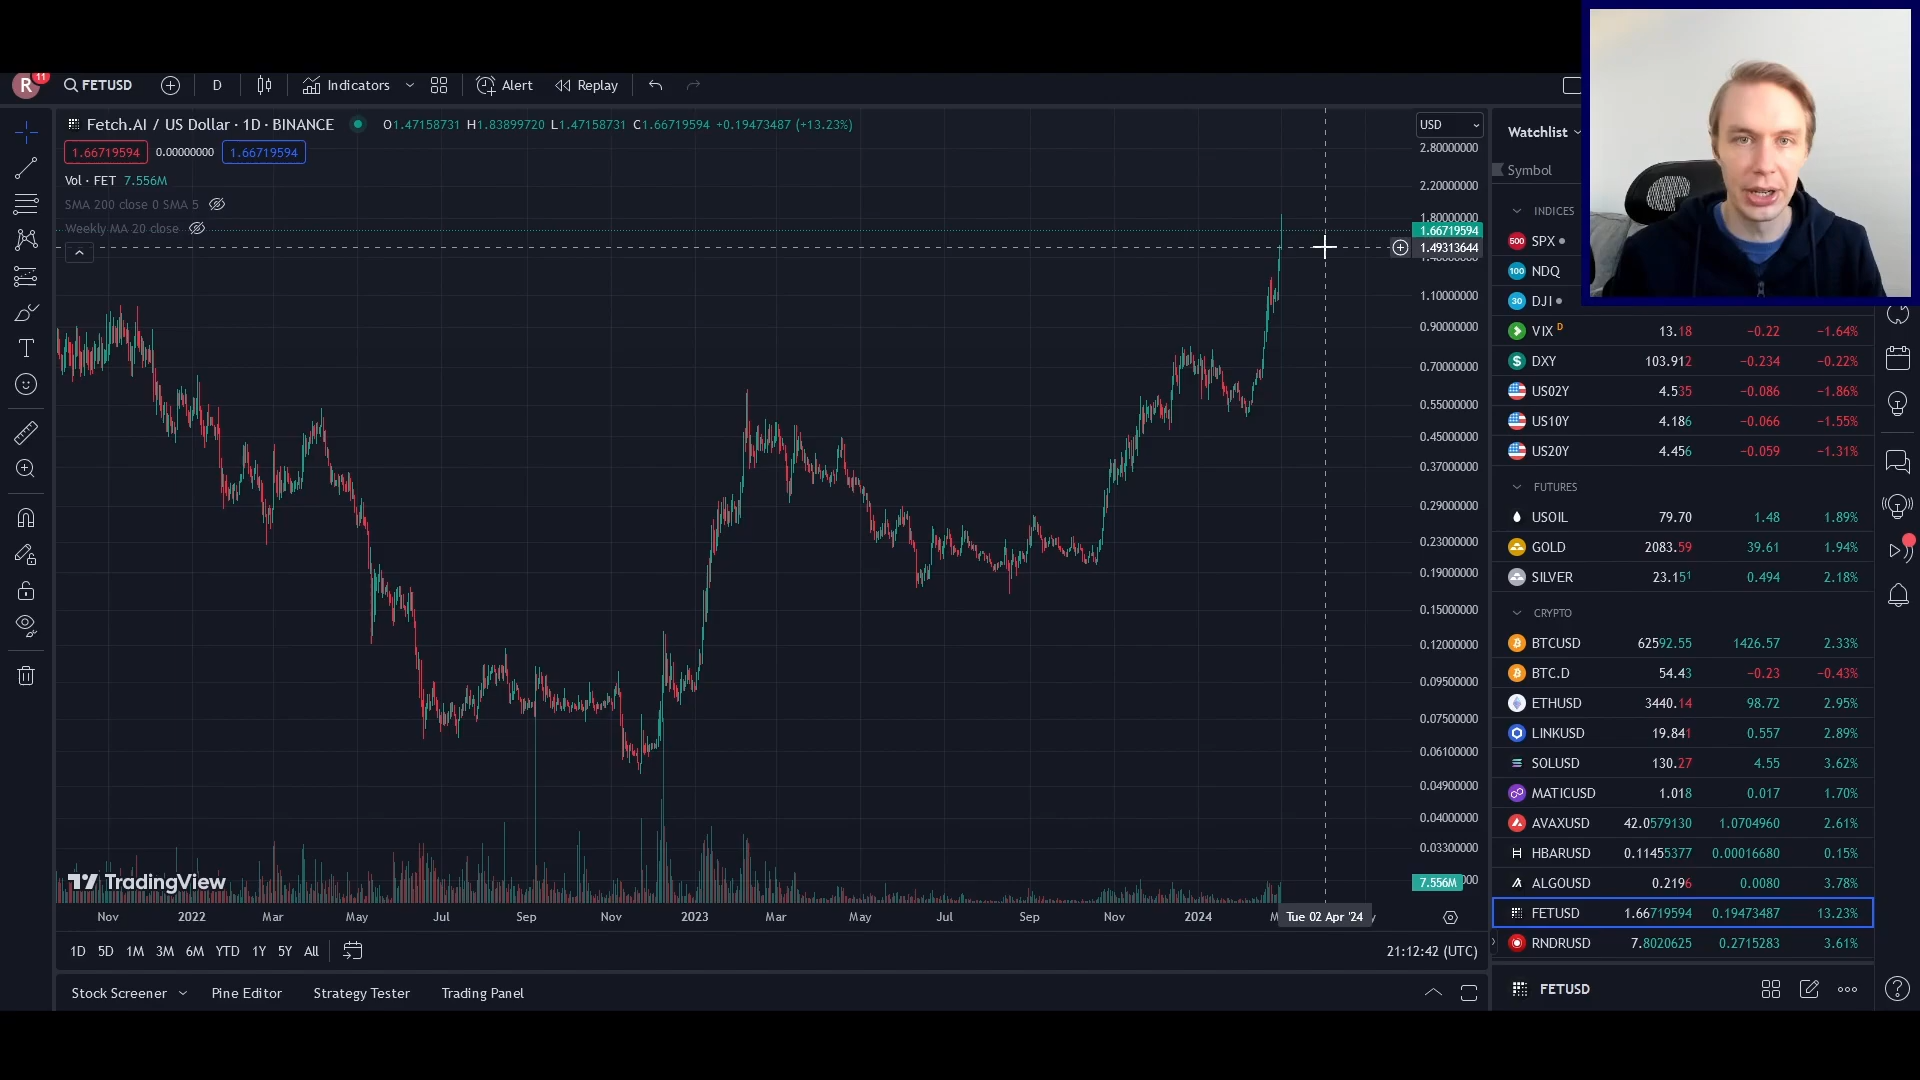 R 11 FETUSD D Indicators Alert Replay
Fetch.AI / US Dollar · 1D · BINANCE O1.47158731 H1.83899720 L1.47158731 C1.66719594 +0.19473487 (+13.23%)
1.66719594 0.00000000 1.66719594
Vol · FET 7.556M
SMA 200 close 0 SMA 5
Weekly MA 20 close
USD
2.80000000
2.20000000
1.80000000
1.66719594
1.49313644
1.10000000
0.90000000
0.70000000
0.55000000
0.45000000
0.37000000
0.29000000
0.23000000
0.19000000
0.15000000
0.12000000
0.09500000
0.07500000
0.06100000
0.04900000
0.04000000
0.03300000
7.556M
TradingView
Nov 2022 Mar May Jul Sep Nov 2023 Mar May Jul Sep Nov 2024 Tue 02 Apr '24
1D 5D 1M 3M 6M YTD 1Y 5Y All 21:12:42 (UTC)
Stock Screener Pine Editor Strategy Tester Trading Panel
Watchlist
Symbol
INDICES
500 SPX
100 NDQ
30 DJI
VIX D 13.18 −0.22 −1.64%
$ DXY 103.912 −0.234 −0.22%
US02Y 4.535 −0.086 −1.86%
US10Y 4.186 −0.066 −1.55%
US20Y 4.456 −0.059 −1.31%
FUTURES
USOIL 79.70 1.48 1.89%
GOLD 2083.59 39.61 1.94%
SILVER 23.151 0.494 2.18%
CRYPTO
BTCUSD 62592.55 1426.57 2.33%
BTC.D 54.43 −0.23 −0.43%
ETHUSD 3440.14 98.72 2.95%
LINKUSD 19.841 0.557 2.89%
SOLUSD 130.27 4.55 3.62%
MATICUSD 1.018 0.017 1.70%
AVAXUSD 42.0579130 1.0704960 2.61%
HBARUSD 0.11455377 0.00016680 0.15%
ALGOUSD 0.2196 0.0080 3.78%
FETUSD 1.66719594 0.19473487 13.23%
RNDRUSD 7.8020625 0.2715283 3.61%
FETUSD